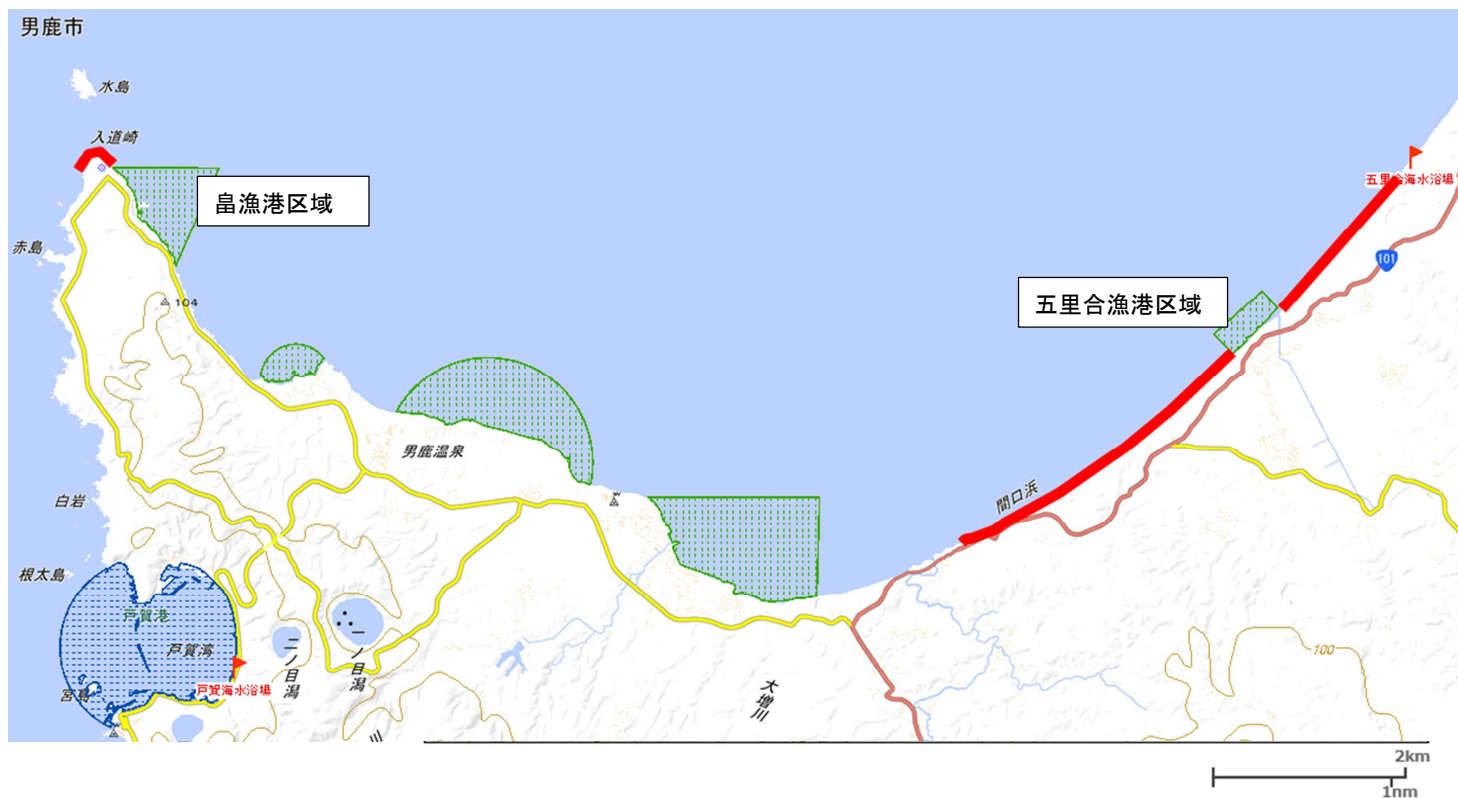 男鹿市
水島
入道崎
畠漁港区域
五里合海水浴場
赤島
101
五里合漁港区域
104
男鹿温泉
間口浜
白岩
根太島
戸賀港
戸賀湾
二ノ目潟
一ノ目潟
宮島
戸賀海水浴場
大増川
100
2km
1nm